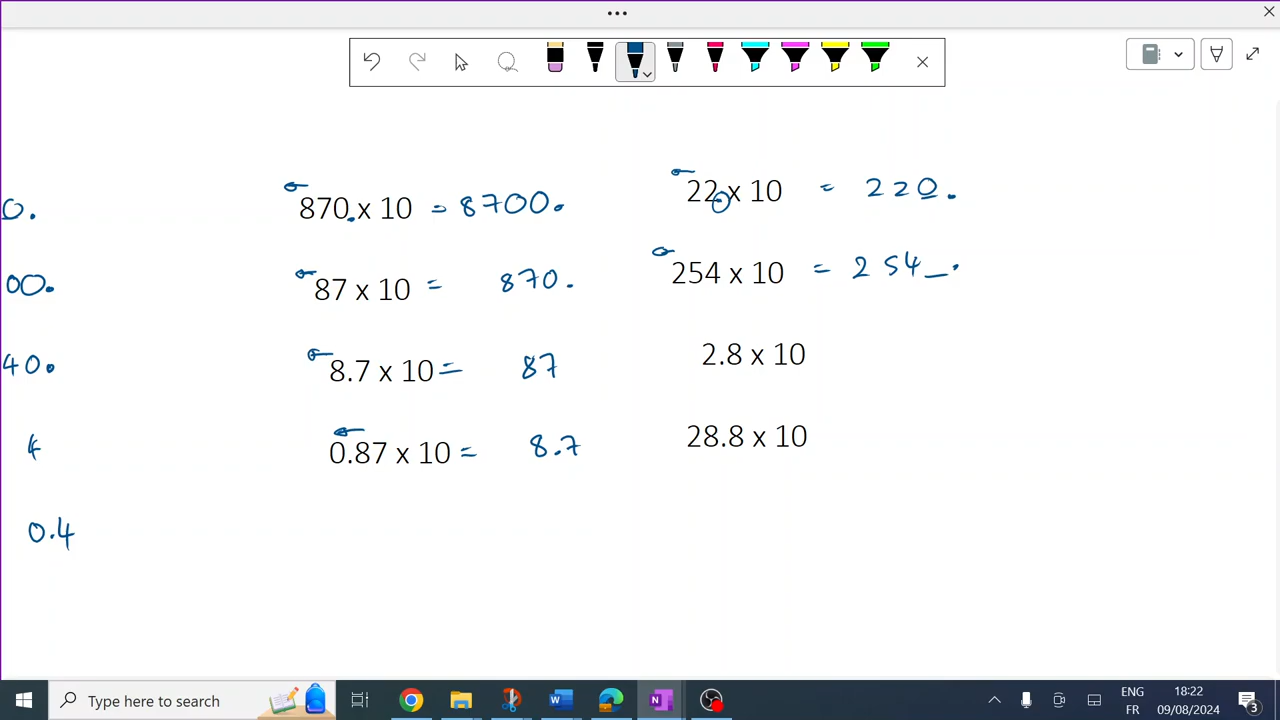 0.
00.
40.
4
0.4
870. x 10 = 8700.
87 x 10 = 870.
8.7 x 10 = 87
0.87 x 10 = 8.7
22. x 10 = 220.
254 x 10 = 254_.
2.8 x 10
28.8 x 10
Type here to search
ENG
FR
18:22
09/08/2024
3